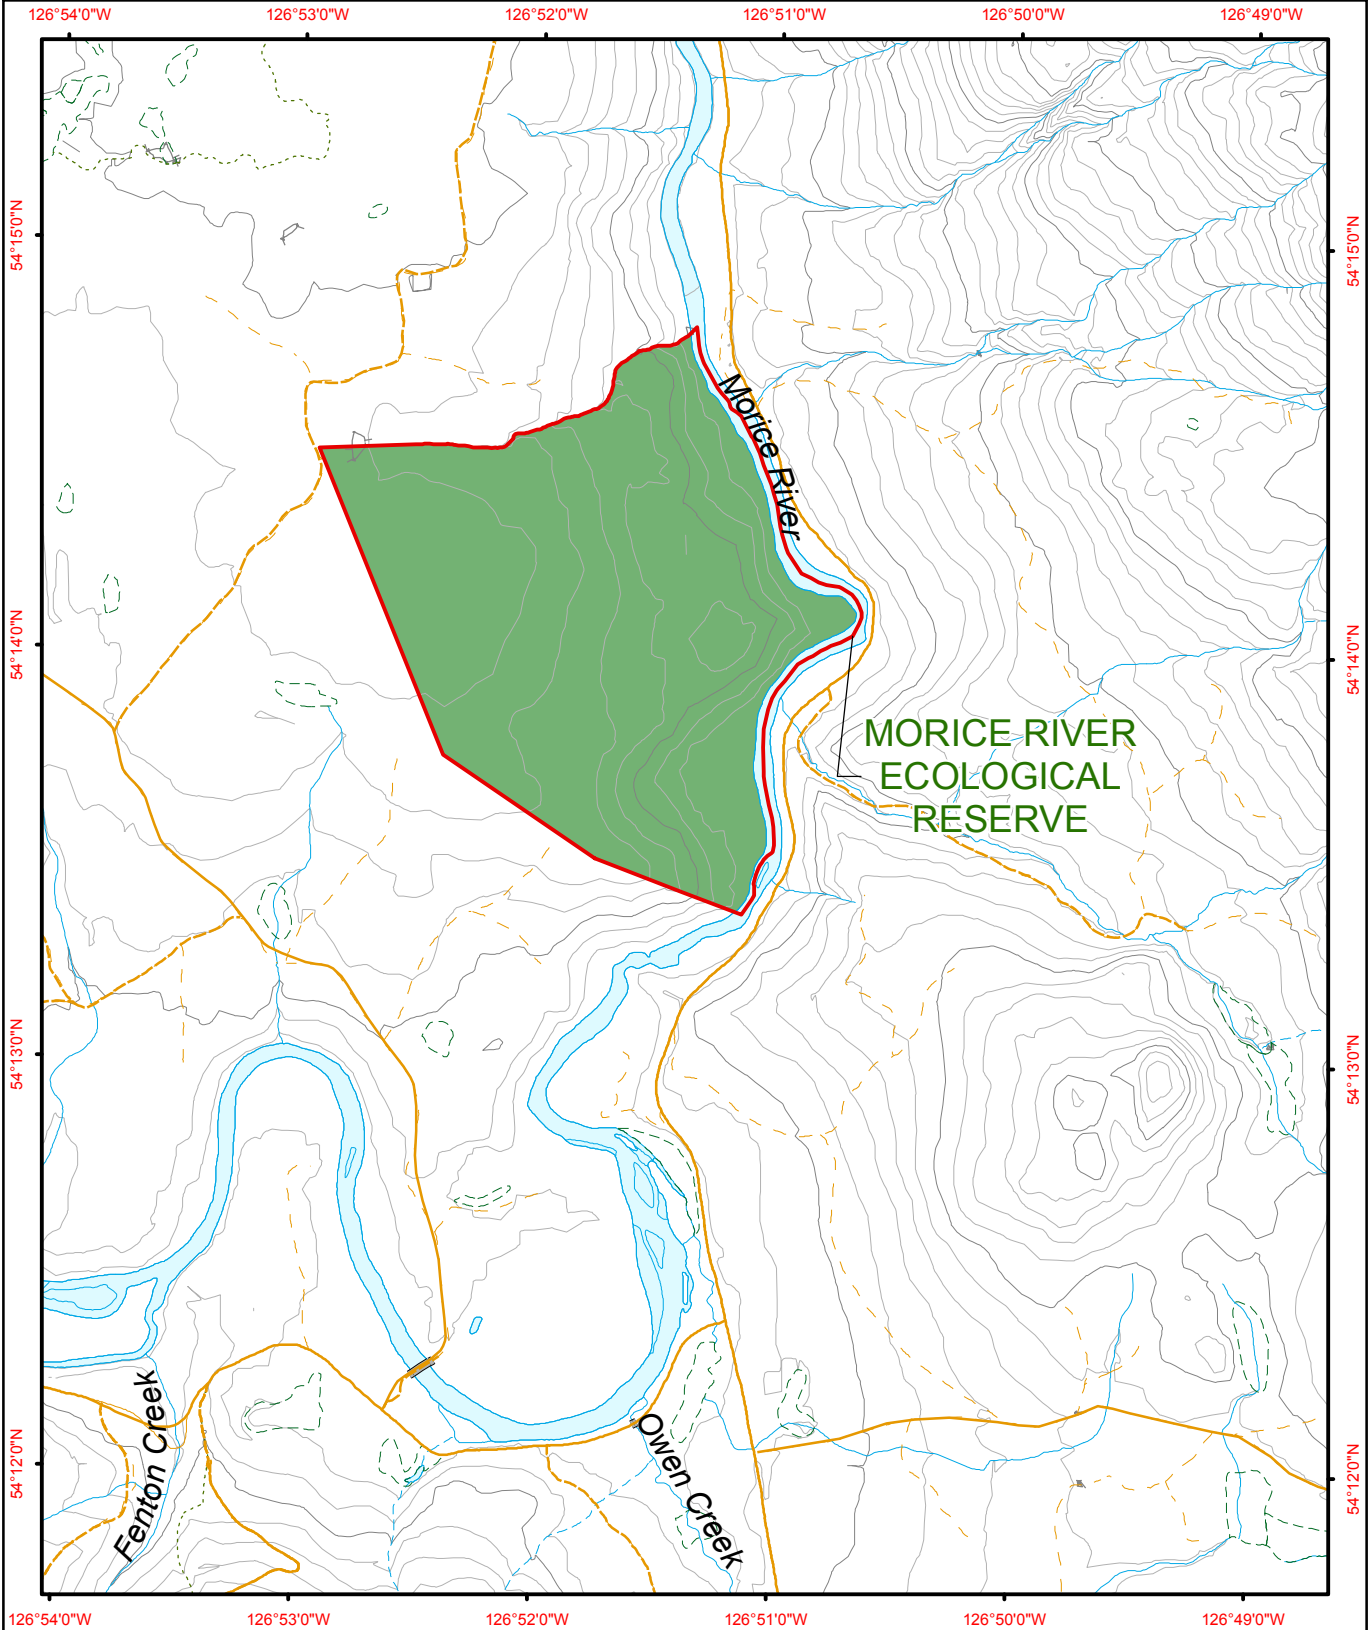 126°54'0"W 126°53'0"W 126°52'0"W 126°51'0"W 126°50'0"W 126°49'0"W
54°15'0"N
54°15'0"N
Morice River
54°14'0"N
54°14'0"N
MORICE RIVER
ECOLOGICAL
RESERVE
54°13'0"N
54°13'0"N
Fenton Creek
Owen Creek
54°12'0"N
54°12'0"N
126°54'0"W 126°53'0"W 126°52'0"W 126°51'0"W 126°50'0"W 126°49'0"W